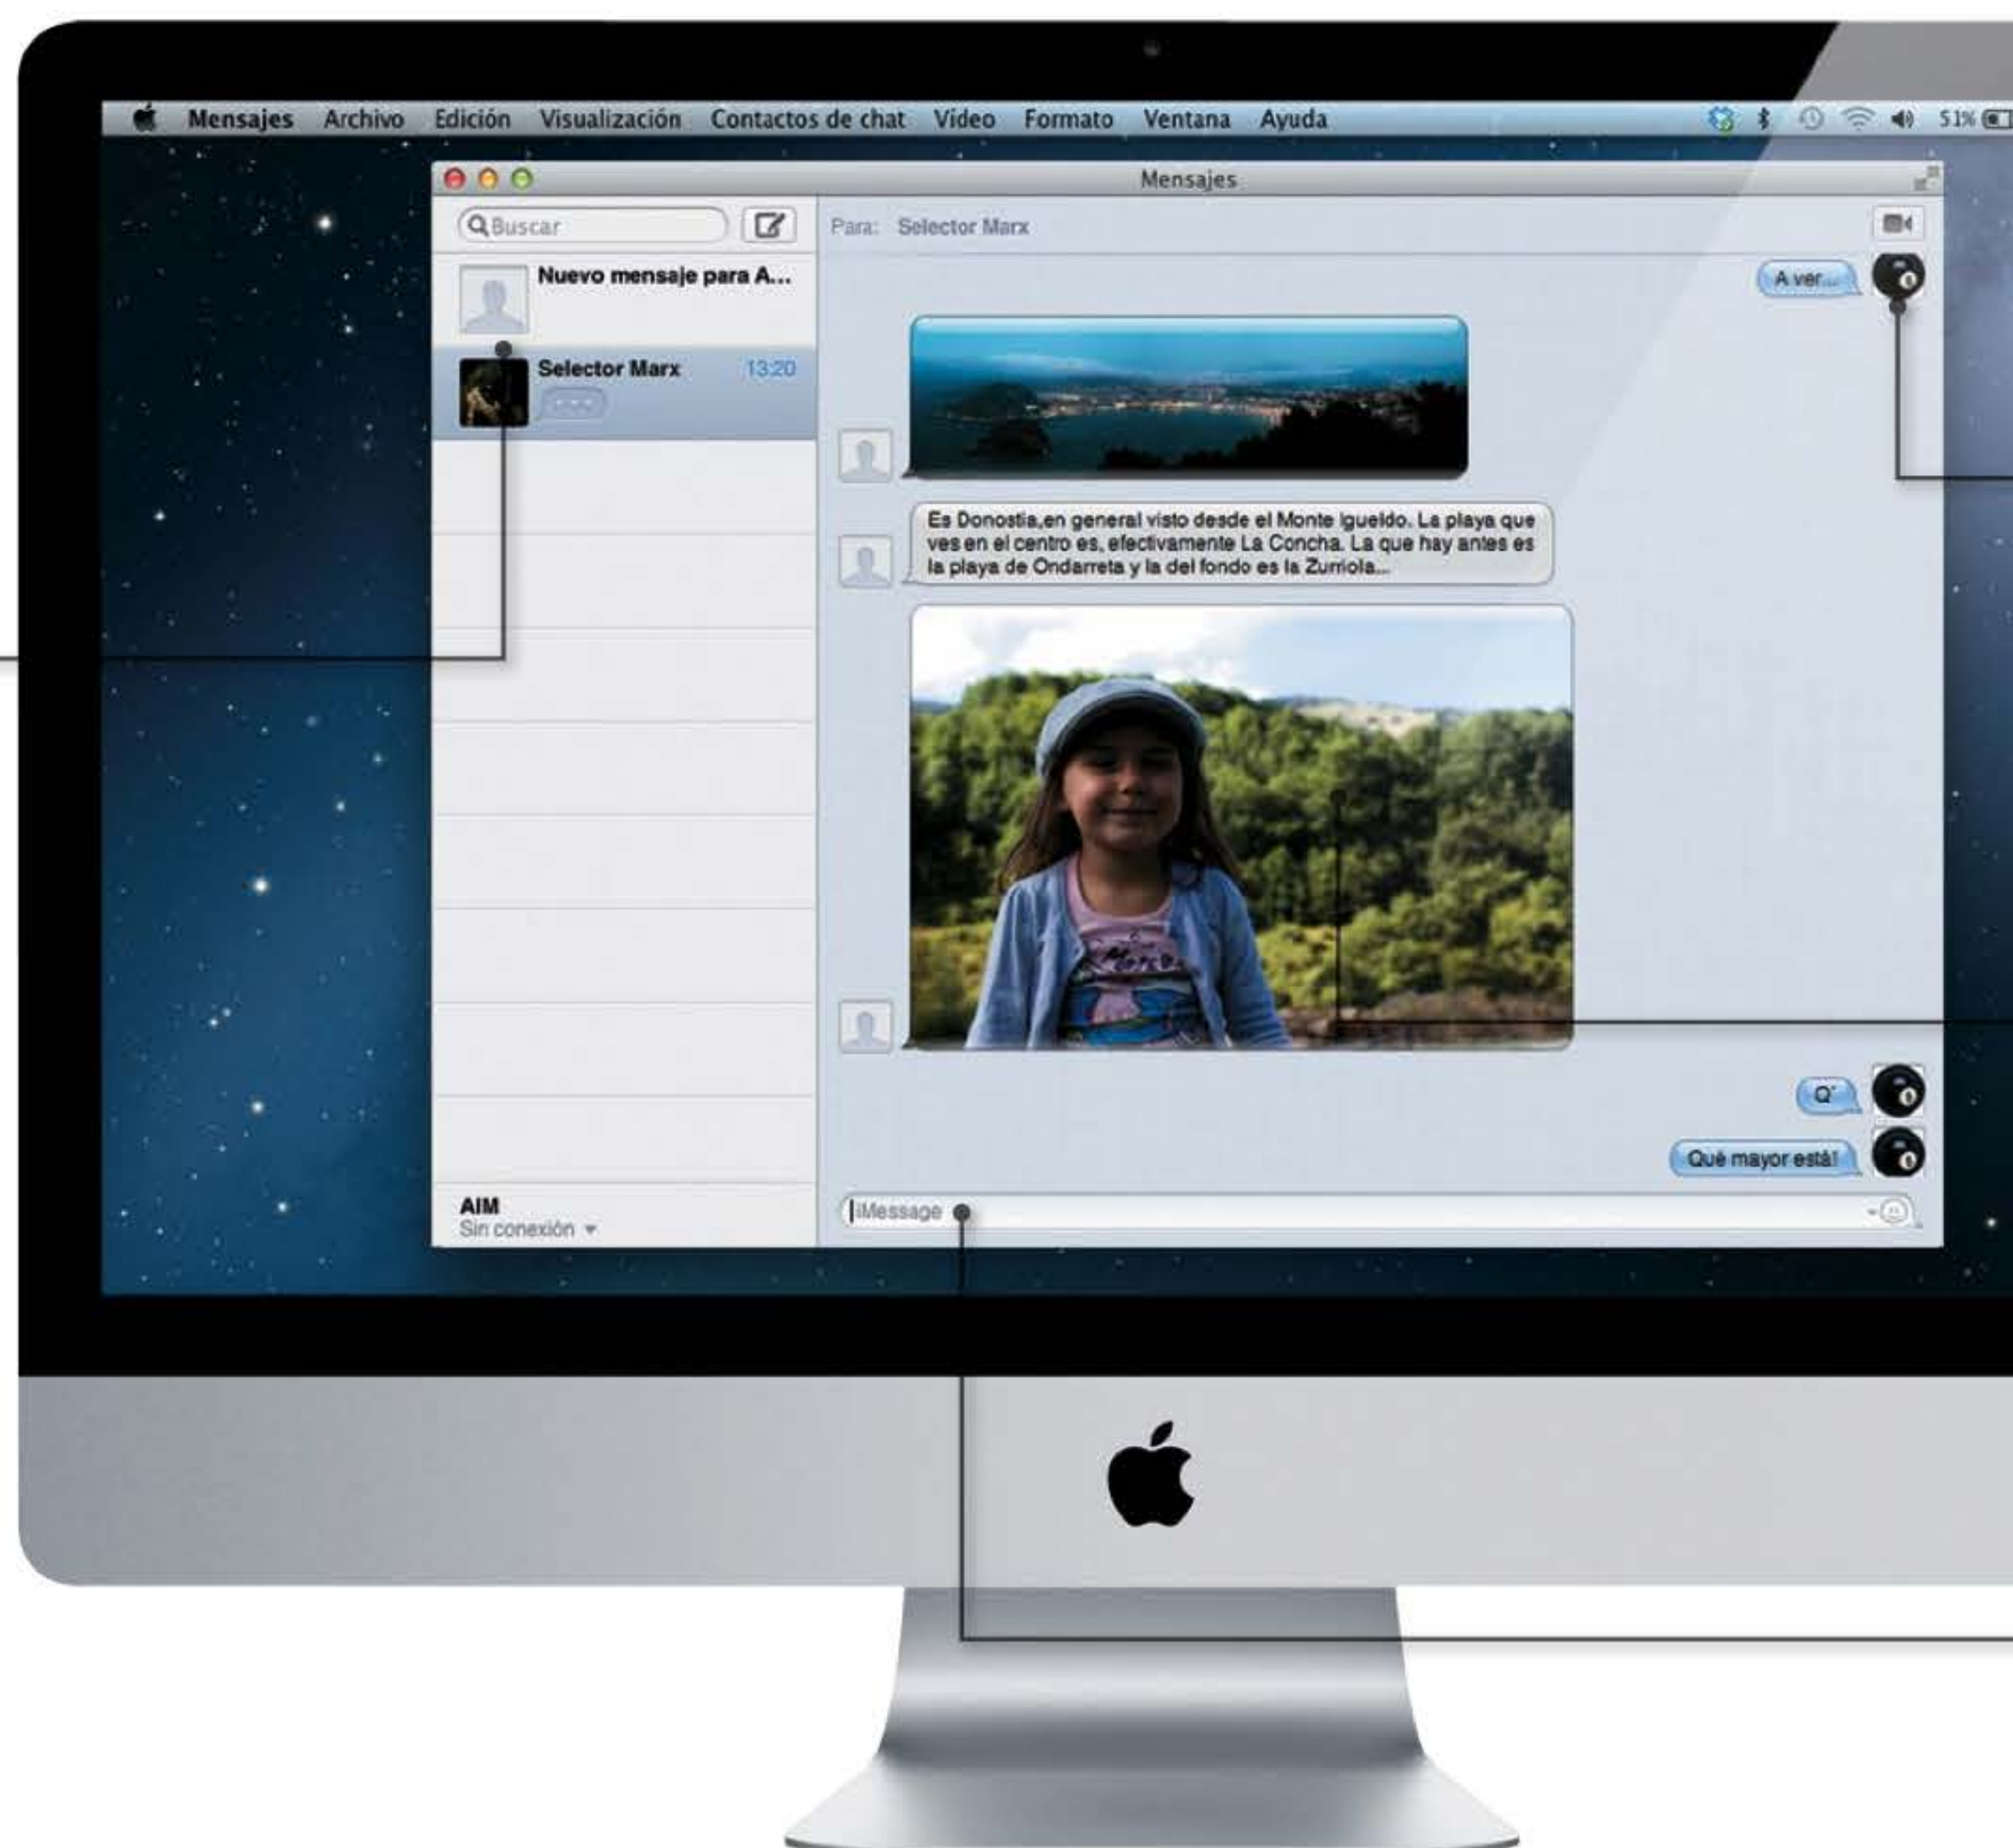 Mensajes Archivo Edición Visualización Contactos de chat Vídeo Formato Ventana Ayuda 51%
Mensajes
Buscar
Para: Selector Marx
Nuevo mensaje para A...
A ver...
Selector Marx 13:20
Es Donostia,en general visto desde el Monte Igueldo. La playa que
ves en el centro es, efectivamente La Concha. La que hay antes es
la playa de Ondarreta y la del fondo es la Zurriola...
Q'
Qué mayor está!
AIM
Sin conexión
iMessage